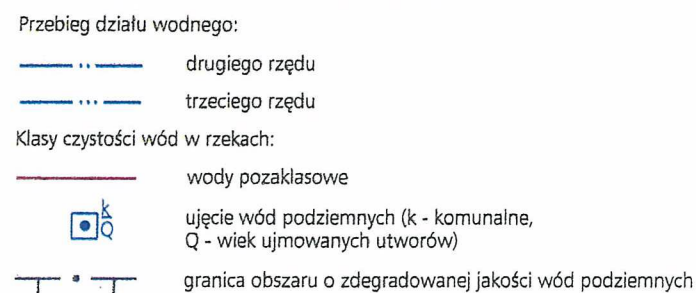 Przebieg działu wodnego:
drugiego rzędu
trzeciego rzędu
Klasy czystości wód w rzekach:
wody pozaklasowe
k
Q
ujęcie wód podziemnych (k - komunalne,
Q - wiek ujmowanych utworów)
granica obszaru o zdegradowanej jakości wód podziemnych